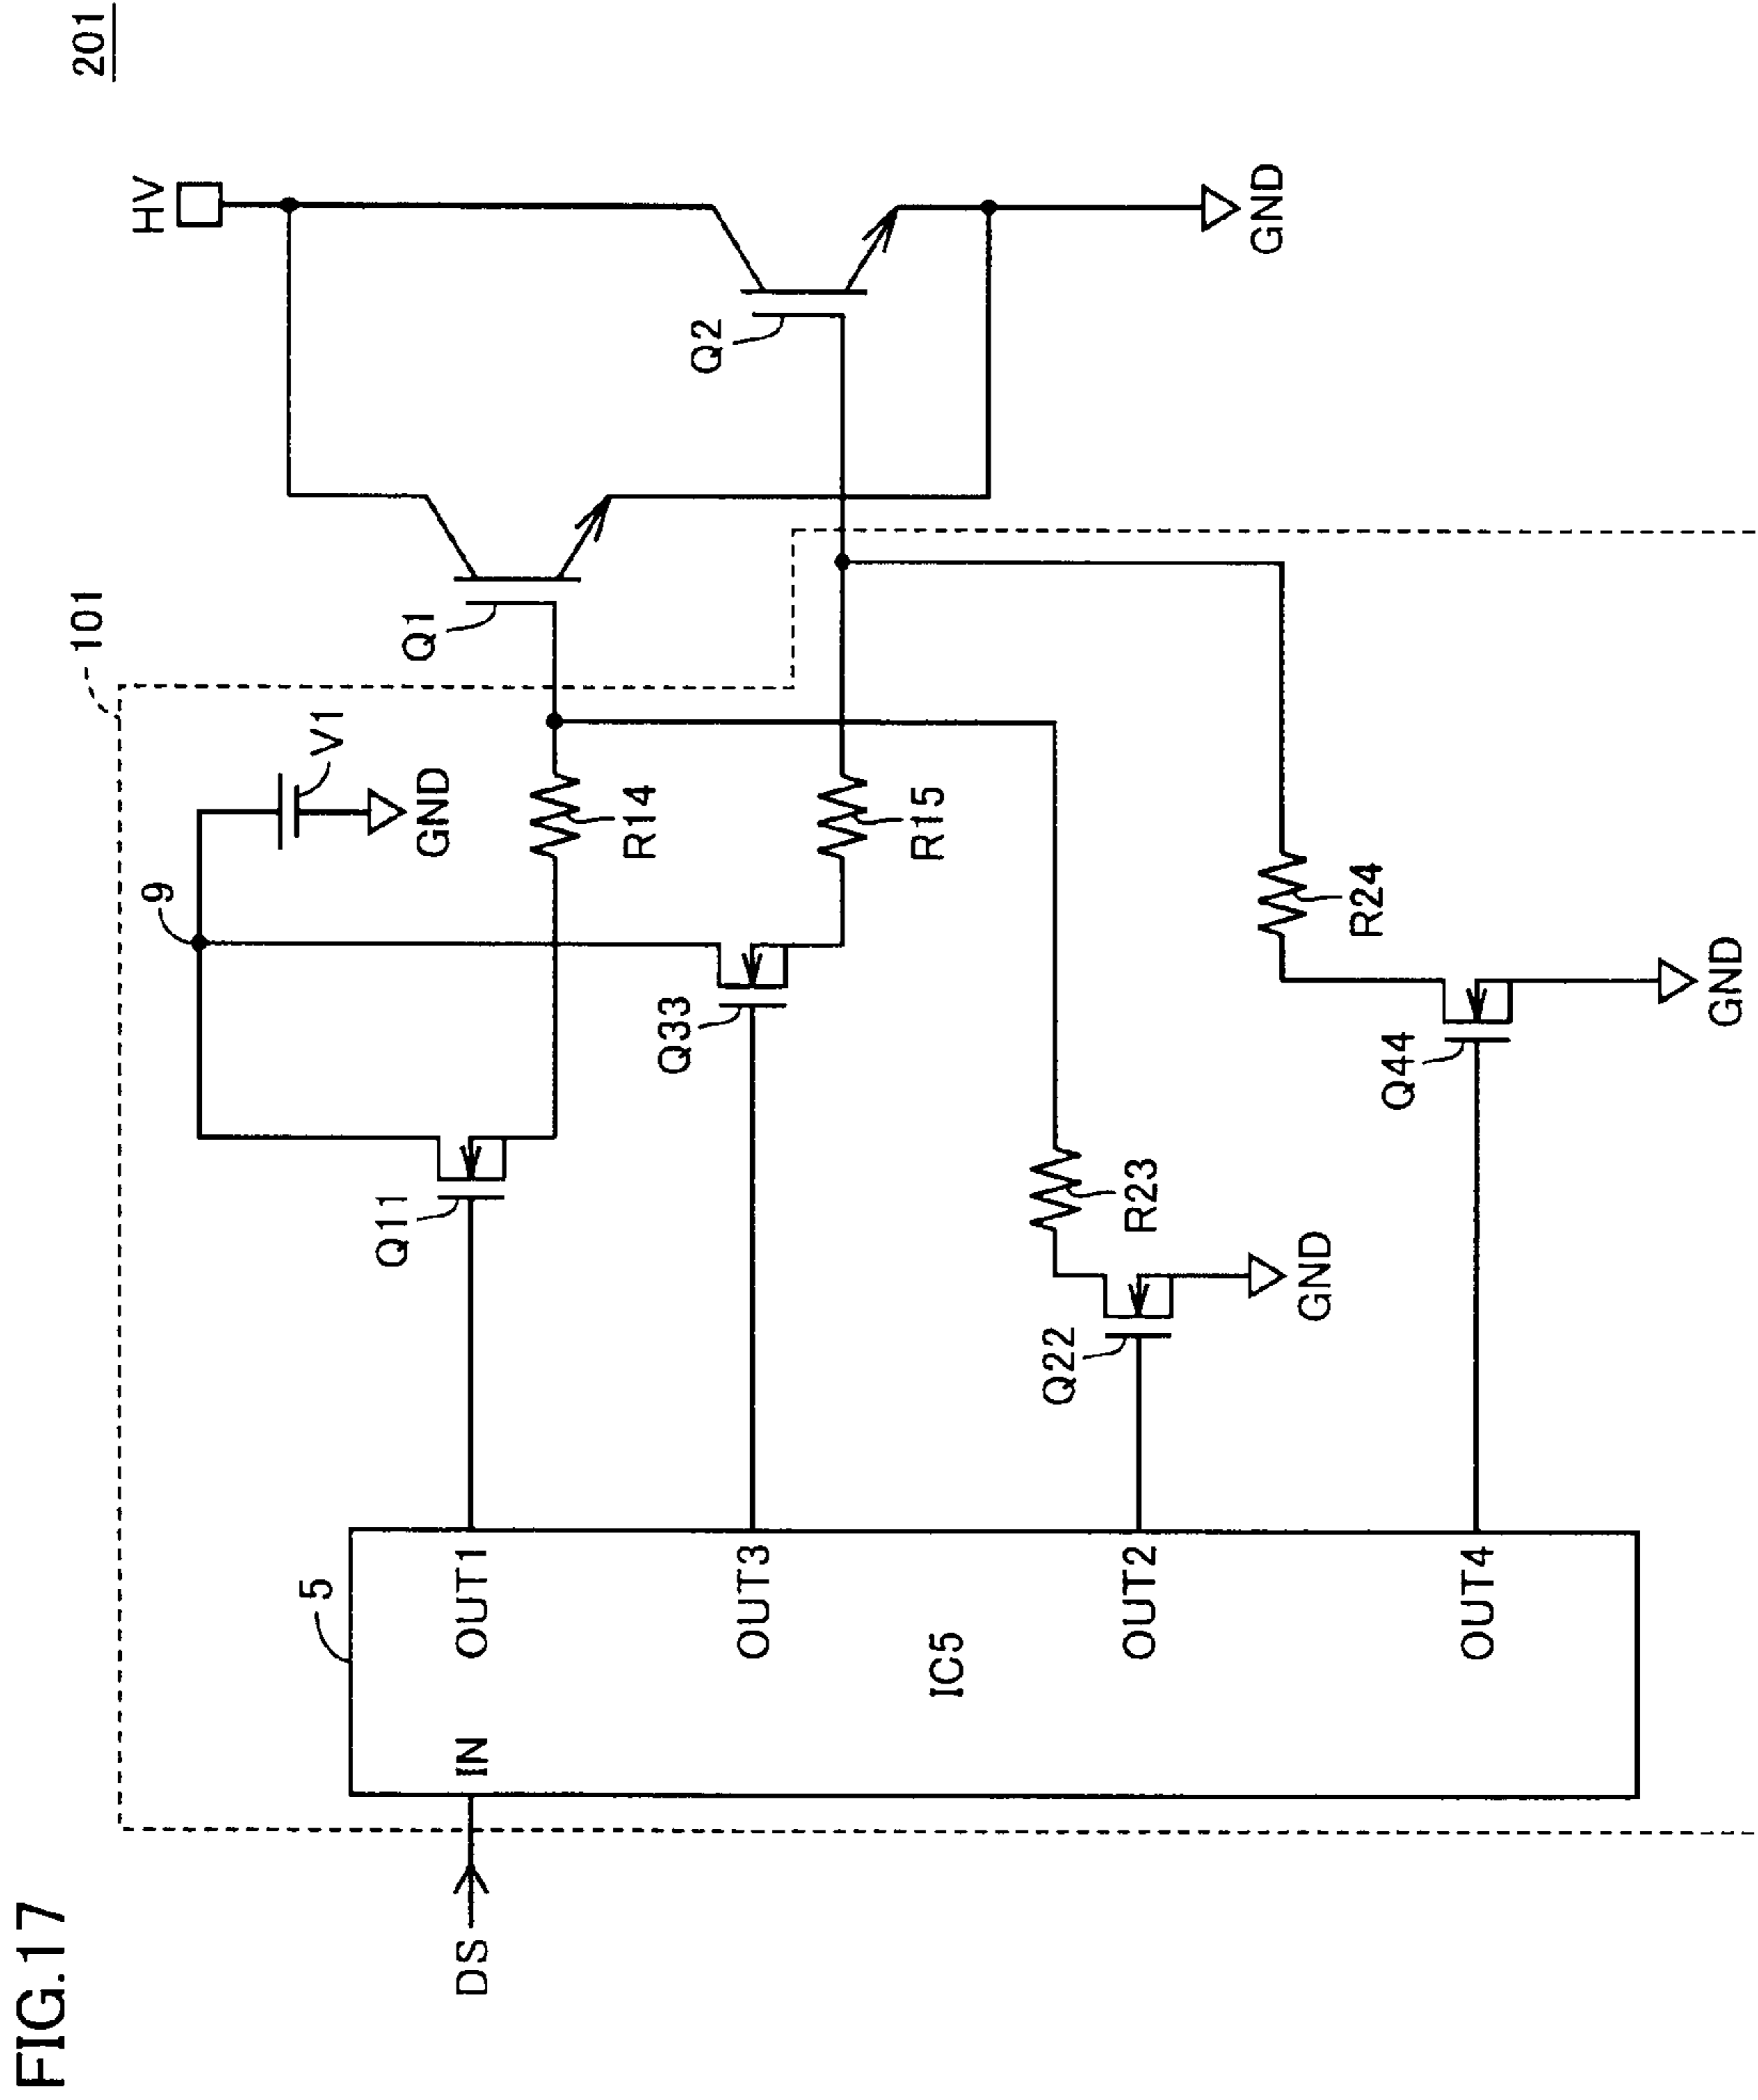 FIG.17
201
101
HV
9
V1
GND
Q1
Q11
R14
5
DS
IN
OUT1
Q33
R15
Q2
OUT3
IC5
R23
GND
Q22
OUT2
GND
R24
Q44
OUT4
GND